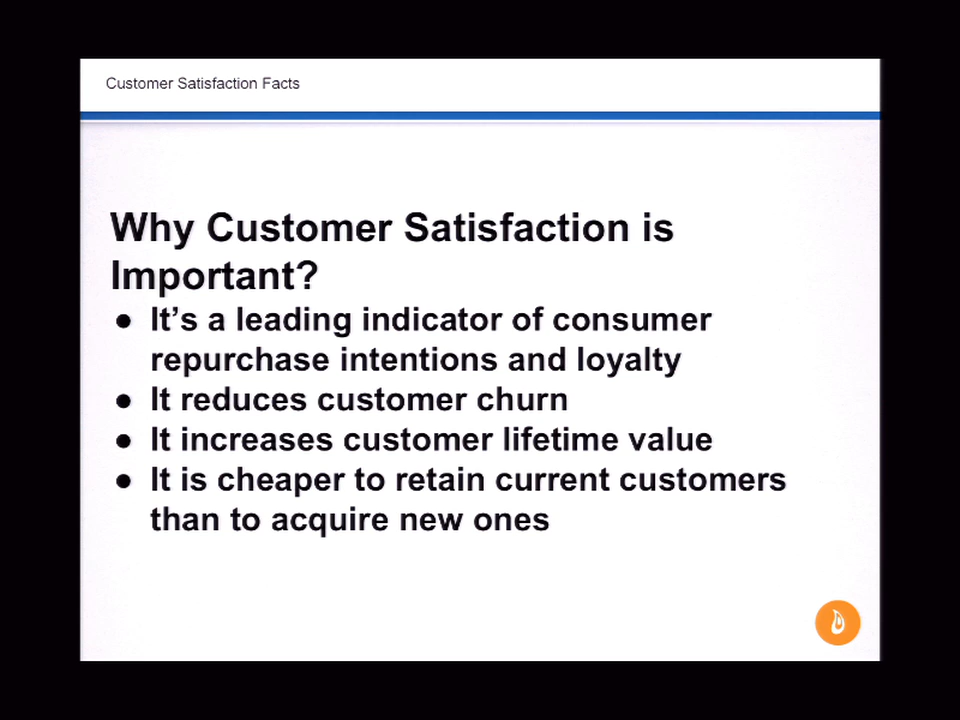 Customer Satisfaction Facts
Why Customer Satisfaction is
Important?
● It’s a leading indicator of consumer
repurchase intentions and loyalty
● It reduces customer churn
● It increases customer lifetime value
● It is cheaper to retain current customers
than to acquire new ones